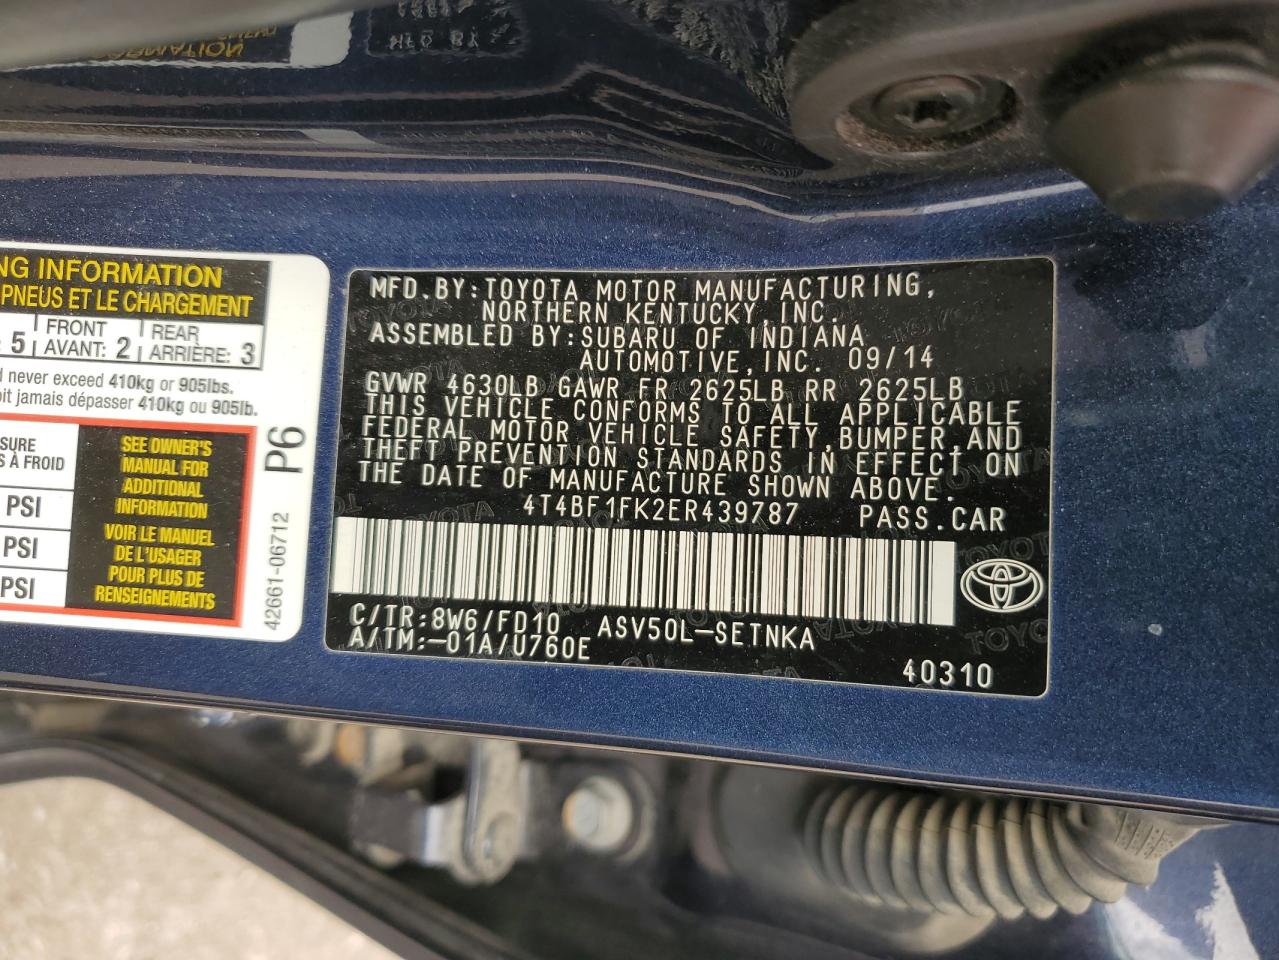 NG INFORMATION
PNEUS ET LE CHARGEMENT
5 FRONT AVANT: 2 REAR ARRIÈRE: 3
never exceed 410kg or 905lbs.
jamais dépasser 410kg ou 905lb.
SURE
À FROID
PSI
PSI
PSI
SEE OWNER'S
MANUAL FOR
ADDITIONAL
INFORMATION
VOIR LE MANUEL
DE L'USAGER
POUR PLUS DE
RENSEIGNEMENTS
P6
42661-06712
MFD.BY:TOYOTA MOTOR MANUFACTURING,
NORTHERN KENTUCKY,INC.
ASSEMBLED BY:SUBARU OF INDIANA
AUTOMOTIVE,INC. 09/14
GVWR 4630LB GAWR FR 2625LB RR 2625LB
THIS VEHICLE CONFORMS TO ALL APPLICABLE
FEDERAL MOTOR VEHICLE SAFETY,BUMPER,AND
THEFT PREVENTION STANDARDS IN EFFECT ON
THE DATE OF MANUFACTURE SHOWN ABOVE.
4T4BF1FK2ER439787 PASS.CAR
C/TR:8W6/FD10 ASV50L-SETNKA
A/TM:-01A/U760E
40310